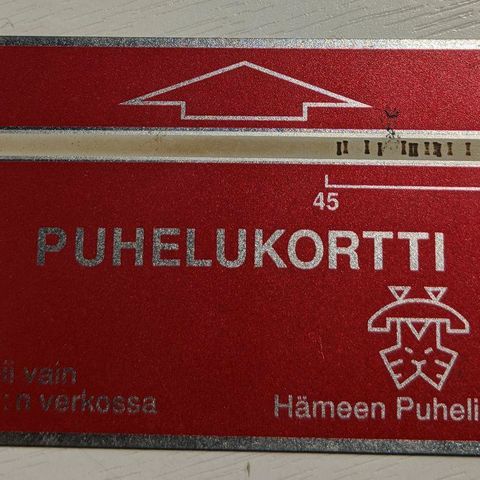 45
PUHELUKORTTI
vain
:n verkossa
Hämeen Puheli